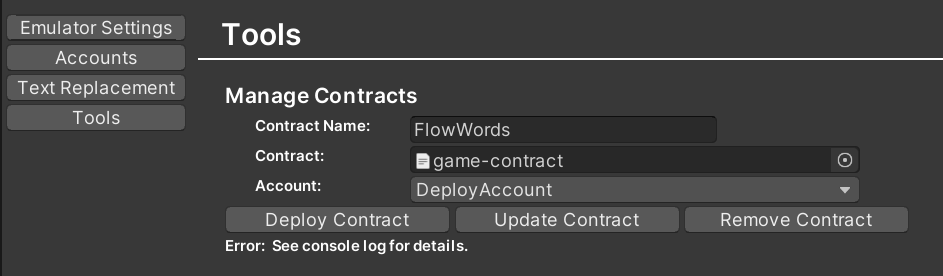 Emulator Settings
Accounts
Text Replacement
Tools
Tools
Manage Contracts
Contract Name: FlowWords
Contract: game-contract
Account: DeployAccount
Deploy Contract Update Contract Remove Contract
Error: See console log for details.